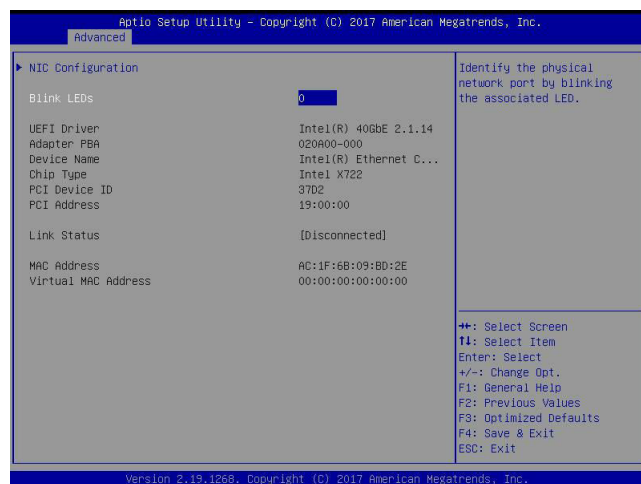 Aptio Setup Utility - Copyright (C) 2017 American Megatrends, Inc.
Advanced
NIC Configuration
Blink LEDs 0
UEFI Driver Intel(R) 40GbE 2.1.14
Adapter PBA 020A00-000
Device Name Intel(R) Ethernet C...
Chip Type Intel X722
PCI Device ID 37D2
PCI Address 19:00:00
Link Status [Disconnected]
MAC Address AC:1F:6B:09:BD:2E
Virtual MAC Address 00:00:00:00:00:00
Identify the physical
network port by blinking
the associated LED.
→←: Select Screen
↑↓: Select Item
Enter: Select
+/-: Change Opt.
F1: General Help
F2: Previous Values
F3: Optimized Defaults
F4: Save & Exit
ESC: Exit
Version 2.19.1268. Copyright (C) 2017 American Megatrends, Inc.